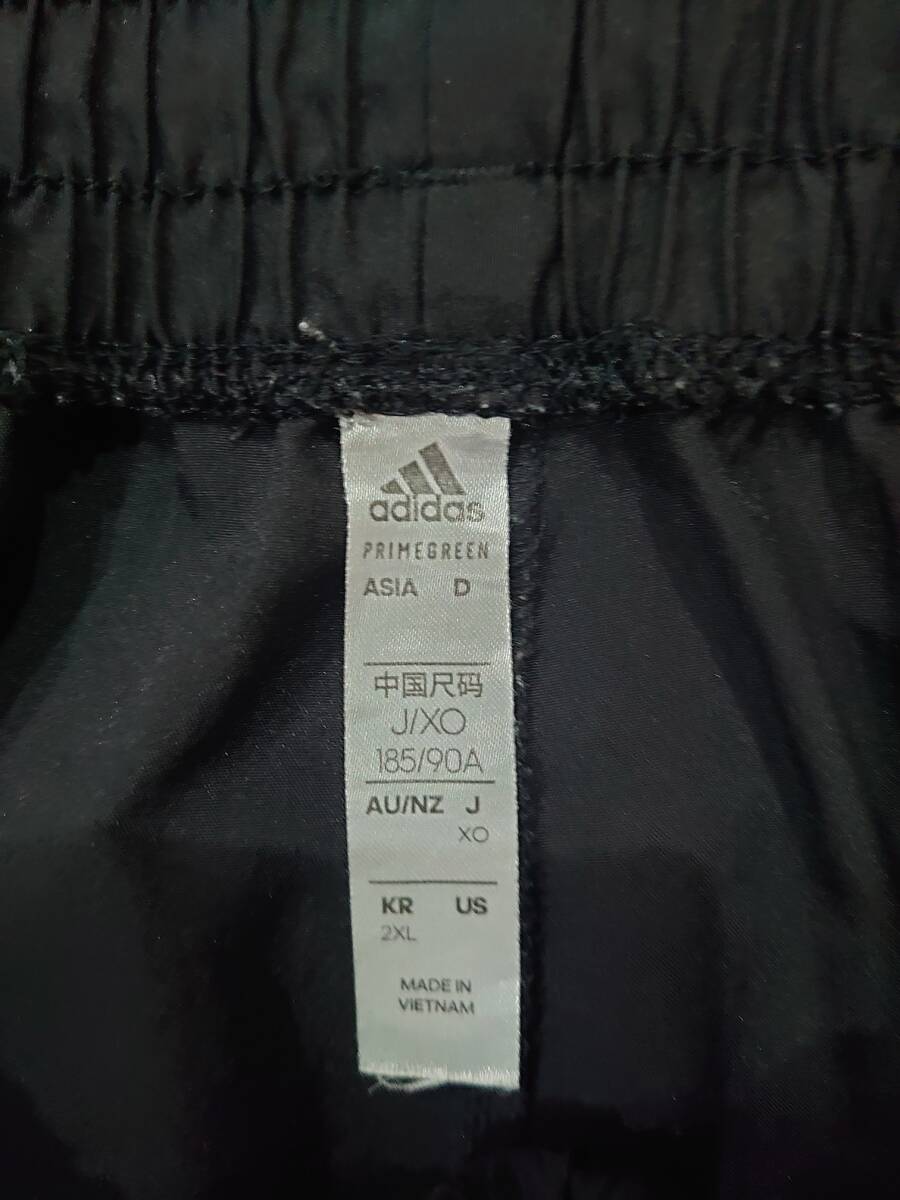 adidas
PRIMEGREEN
ASIA D
中国尺码
J/XO
185/90A
AU/NZ J
XO
KR US
2XL
MADE IN
VIETNAM